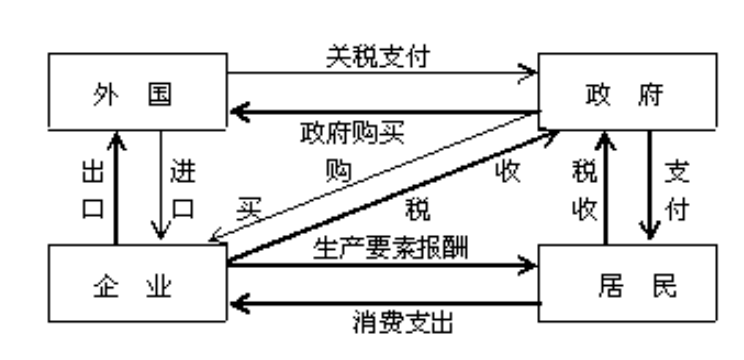 关税支付
外国
政府
政府购买
出口
进口
购买
税收
税收
支付
生产要素报酬
企业
居民
消费支出